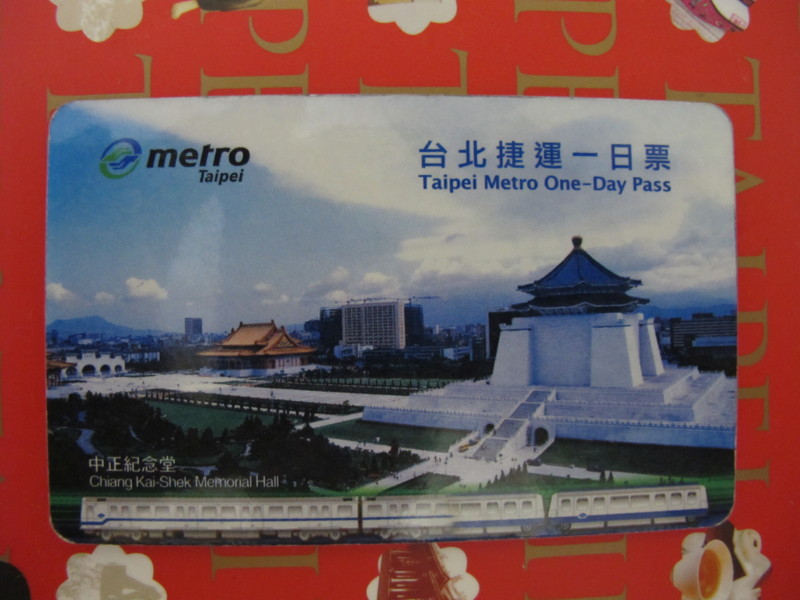 metro
Taipei
台北捷運一日票
Taipei Metro One-Day Pass
中正紀念堂
Chiang Kai-Shek Memorial Hall
TAIPEI